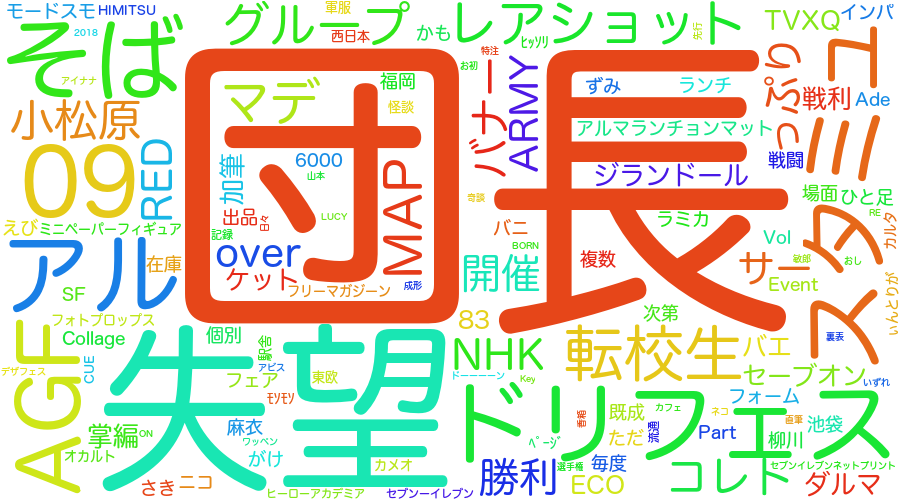 モードスモ
HIMITSU
グループ
軍服
西日本
かも
レアショット
先行
TVXQ
インパ
2018
そば
アイナナ
マデ
福岡
怪談
ﾋｯｿﾘ
特注
お初
バナー
ARMY
ずみ
ランチ
っぷり
戦利
Ade
スタミュ
小松原
09
RED
加筆
6000
山本
団長
MAP
アルマランチョンマット
戦闘
ジランドール
場面
ひと足
RE
カルタ
えび
ミニペーパーフィギュア
出品
日々
記録
LUCY
奇談
バニ
ラミカ
アル
在庫
over
ケット
フリーマガジーン
成形
BORN
開催
複数
Vol
敏郎
おし
サー
Event
いんとりが
SF
フォトプロップス
Collage
個別
駅舎
アビス
次第
裏表
83
NHK
転校生
バエ
セーブオン
いずれ
AGF
CUE
デザフェス
失望
フェア
東欧
ﾓｿﾓｿ
ドーーーーン
Key
ドリフェス
フォーム
掌編
ON
麻衣
ワッペン
オカルト
がけ
カメオ
ﾍﾟｰｼﾞ
香箱
既成
カフェ
ネコ
直筆
池袋
ただ
流通
Part
柳川
さき
ニコ
ヒーローアカデミア
セブンーイレブン
勝利
選手権
毎度
ECO
コレト
セブンイレブンネットプリント
ダルマ